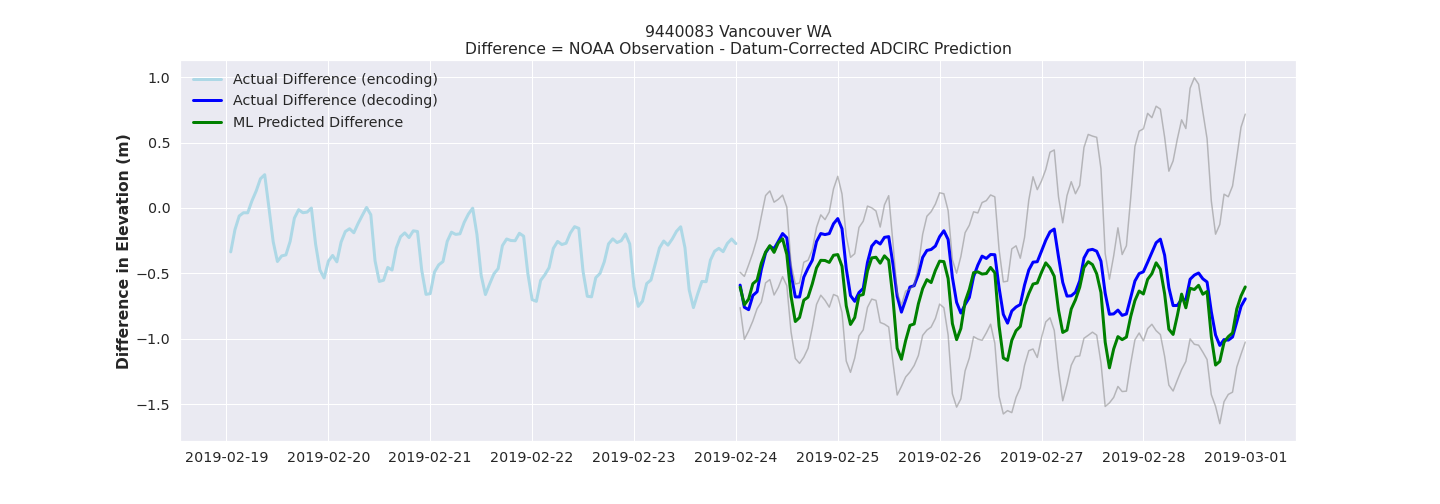 9440083 Vancouver WA
Difference = NOAA Observation - Datum-Corrected ADCIRC Prediction
Actual Difference (encoding)
Actual Difference (decoding)
ML Predicted Difference
Difference in Elevation (m)
1.0
0.5
0.0
−0.5
−1.0
−1.5
2019-02-19 2019-02-20 2019-02-21 2019-02-22 2019-02-23 2019-02-24 2019-02-25 2019-02-26 2019-02-27 2019-02-28 2019-03-01